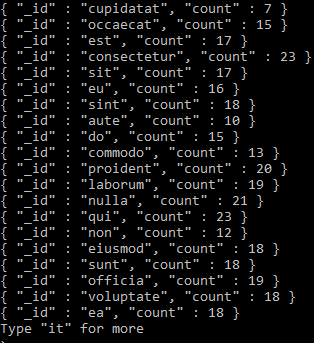 { "_id" : "cupidatat", "count" : 7 }
{ "_id" : "occaecat", "count" : 15 }
{ "_id" : "est", "count" : 17 }
{ "_id" : "consectetur", "count" : 23 }
{ "_id" : "sit", "count" : 17 }
{ "_id" : "eu", "count" : 16 }
{ "_id" : "sint", "count" : 18 }
{ "_id" : "aute", "count" : 10 }
{ "_id" : "do", "count" : 15 }
{ "_id" : "commodo", "count" : 13 }
{ "_id" : "proident", "count" : 20 }
{ "_id" : "laborum", "count" : 19 }
{ "_id" : "nulla", "count" : 21 }
{ "_id" : "qui", "count" : 23 }
{ "_id" : "non", "count" : 12 }
{ "_id" : "eiusmod", "count" : 18 }
{ "_id" : "sunt", "count" : 18 }
{ "_id" : "officia", "count" : 19 }
{ "_id" : "voluptate", "count" : 18 }
{ "_id" : "ea", "count" : 18 }
Type "it" for more